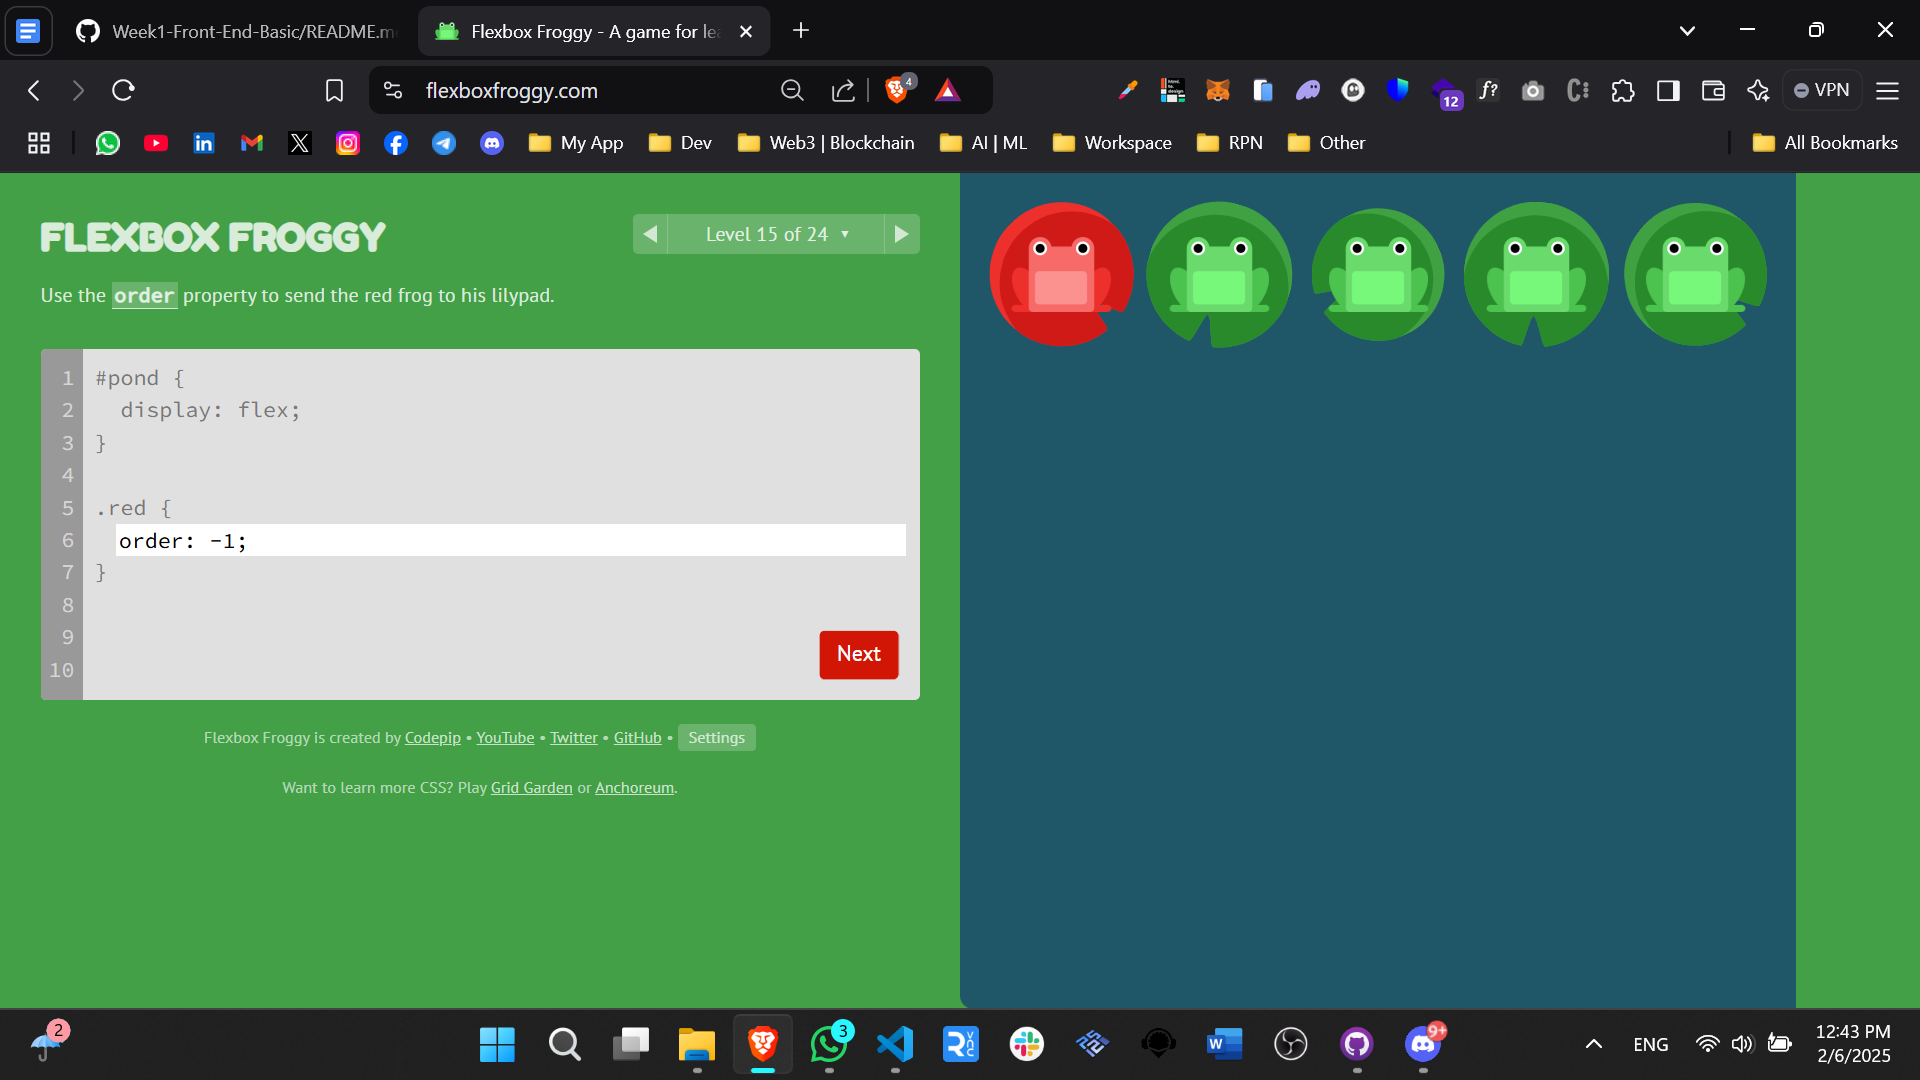 Week1-Front-End-Basic/README.m
Flexbox Froggy - A game for lea
flexboxfroggy.com
4
12
f?
VPN
My App
Dev
Web3 | Blockchain
AI | ML
Workspace
RPN
Other
All Bookmarks
FLEXBOX FROGGY
Level 15 of 24
Use the order property to send the red frog to his lilypad.
1 #pond {
2 display: flex;
3 }
4
5 .red {
6 order: -1;
7 }
8
9
10
Next
Flexbox Froggy is created by Codepip • YouTube • Twitter • GitHub • Settings
Want to learn more CSS? Play Grid Garden or Anchoreum.
2
3
9+
ENG
12:43 PM
2/6/2025